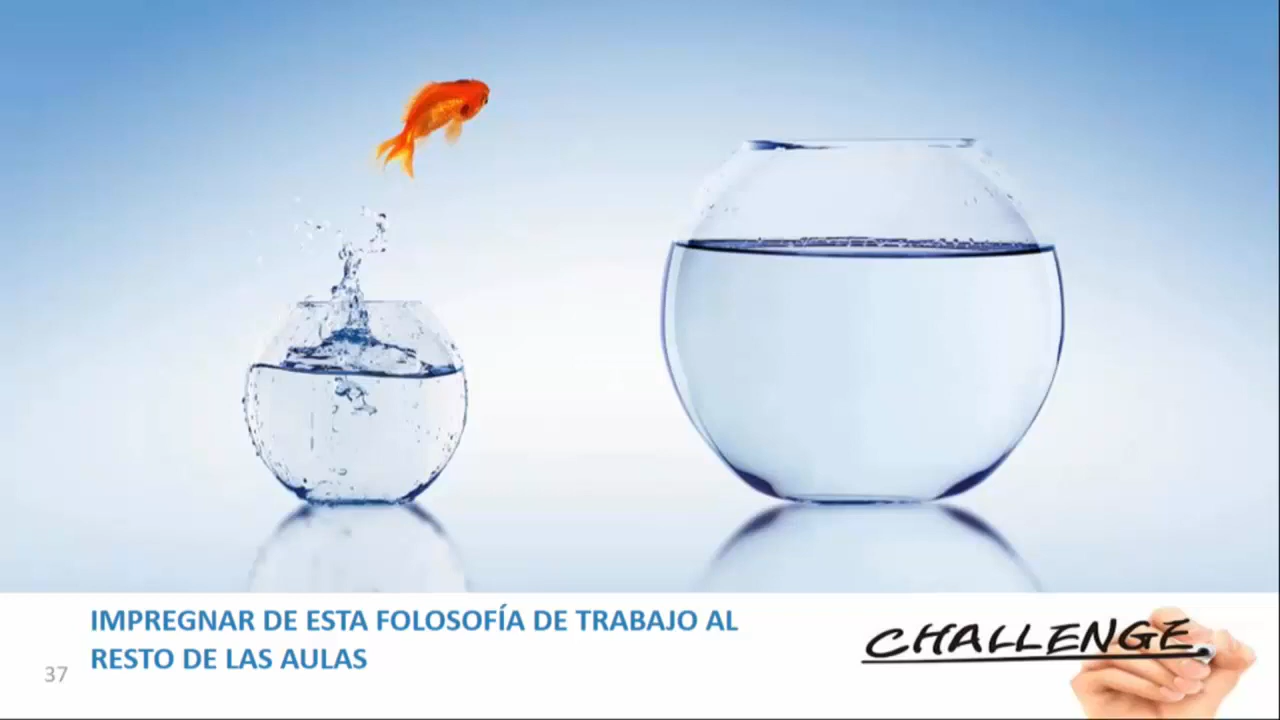 IMPREGNAR DE ESTA FOLOSOFÍA DE TRABAJO AL
RESTO DE LAS AULAS
37
CHALLENGE